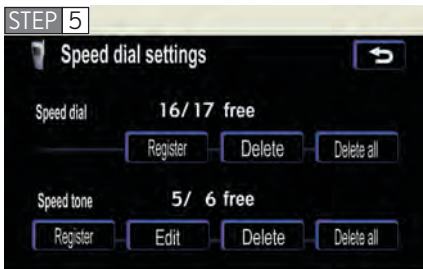 STEP 5
Speed dial settings
Speed dial 16/17 free
Register Delete Delete all
Speed tone 5/ 6 free
Register Edit Delete Delete all